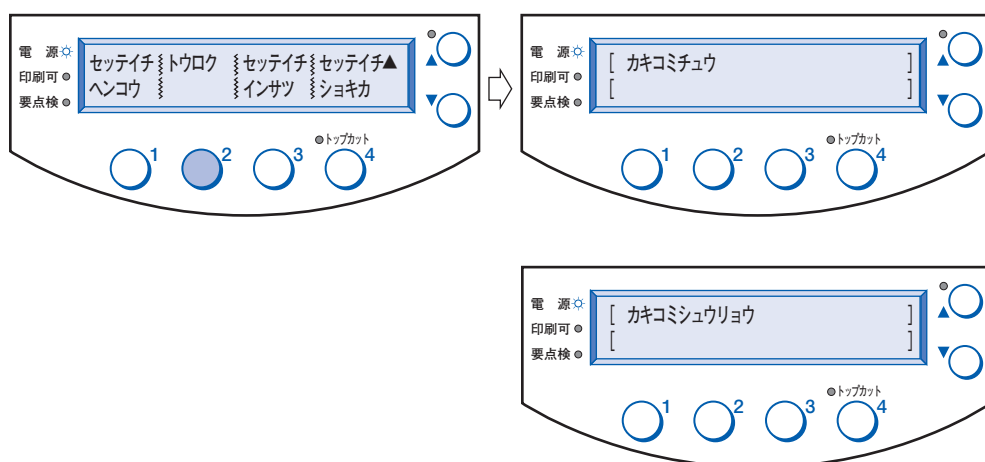 電 源
印刷可
要点検
セッテイチ トウロク セッテイチ セッテイチ▲
ヘンコウ インサツ ショキカ
▲
▼
トップカット
1 2 3 4
電 源
印刷可
要点検
[ カキコミチュウ ]
[ ]
▲
▼
トップカット
1 2 3 4
電 源
印刷可
要点検
[ カキコミシュウリョウ ]
[ ]
▲
▼
トップカット
1 2 3 4